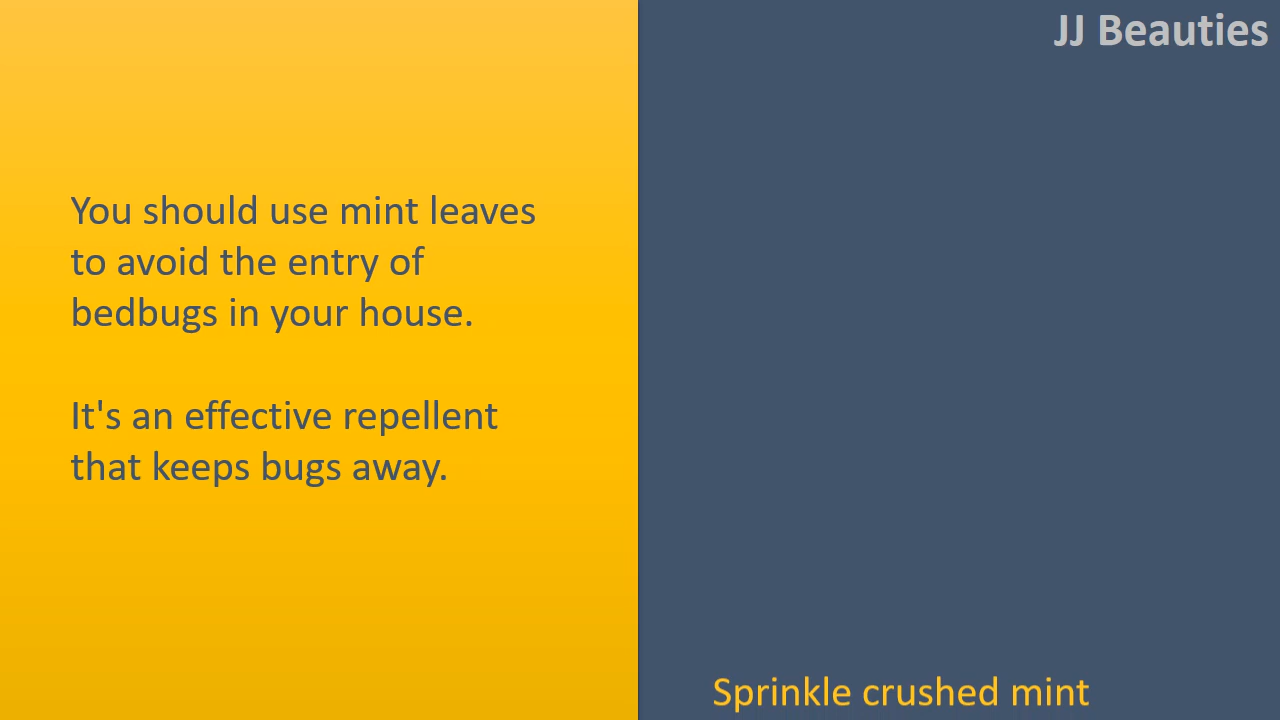 JJ Beauties
You should use mint leaves
to avoid the entry of
bedbugs in your house.
It's an effective repellent
that keeps bugs away.
Sprinkle crushed mint